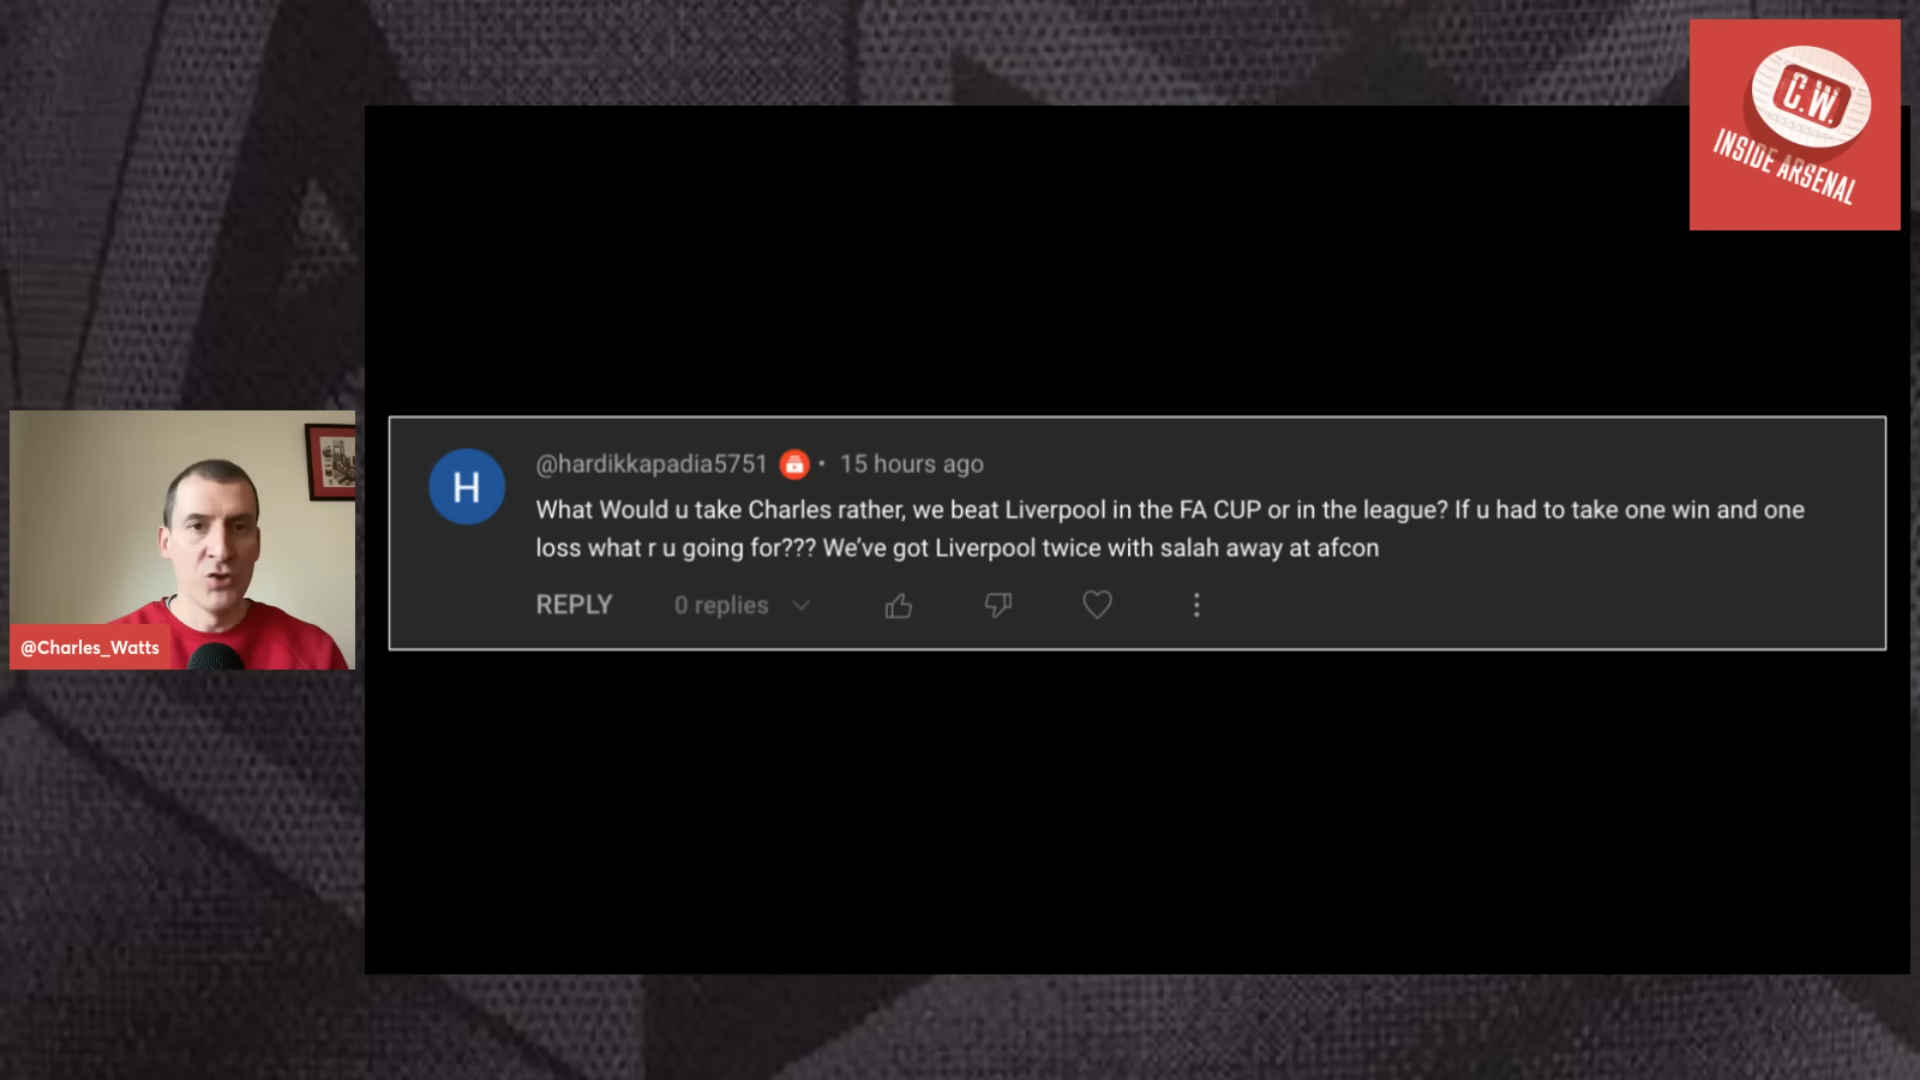 C.W.
INSIDE ARSENAL
H
@hardikkapadia5751 • 15 hours ago
What Would u take Charles rather, we beat Liverpool in the FA CUP or in the league? If u had to take one win and one
loss what r u going for??? We’ve got Liverpool twice with salah away at afcon
REPLY 0 replies
@Charles_Watts